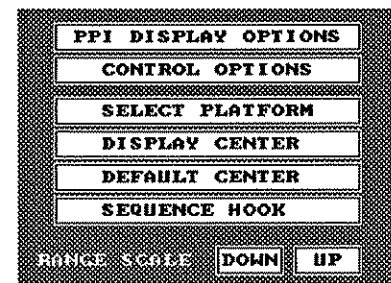 PPI DISPLAY OPTIONS
CONTROL OPTIONS
SELECT PLATFORM
DISPLAY CENTER
DEFAULT CENTER
SEQUENCE HOOK
RANGE SCALE DOWN UP